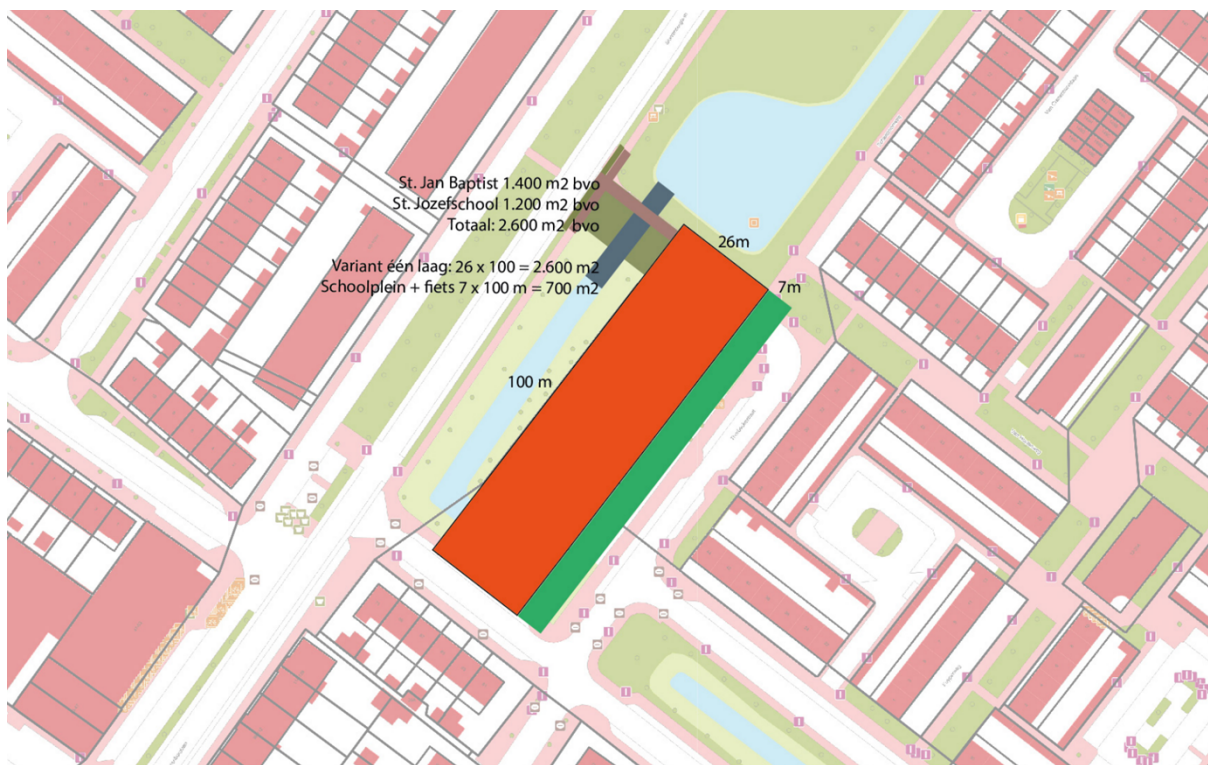 St. Jan Baptist 1.400 m2 bvo
St. Jozefschool 1.200 m2 bvo
Totaal: 2.600 m2 bvo
Variant één laag: 26 x 100 = 2.600 m2
Schoolplein + fiets 7 x 100 m = 700 m2
26m
7m
100 m